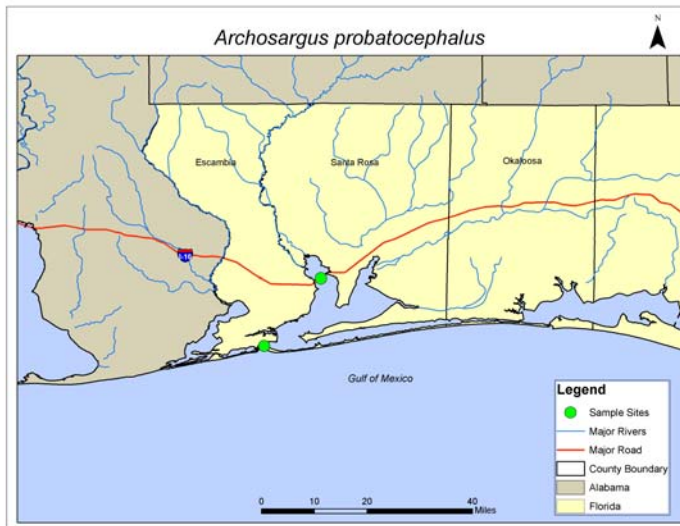 Archosargus probatocephalus
N
Escambia
Santa Rosa
Okaloosa
I-10
Gulf of Mexico
Legend
Sample Sites
Major Rivers
Major Road
County Boundary
Alabama
Florida
0 10 20 40
Miles